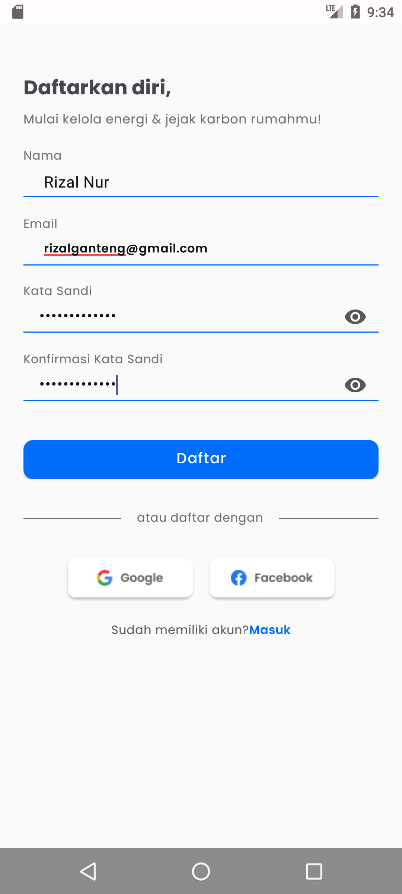 LTE 9:34
Daftarkan diri,
Mulai kelola energi & jejak karbon rumahmu!
Nama
Rizal Nur
Email
rizalganteng@gmail.com
Kata Sandi
•••••••••••••
Konfirmasi Kata Sandi
•••••••••••••
Daftar
atau daftar dengan
Google Facebook
Sudah memiliki akun?Masuk